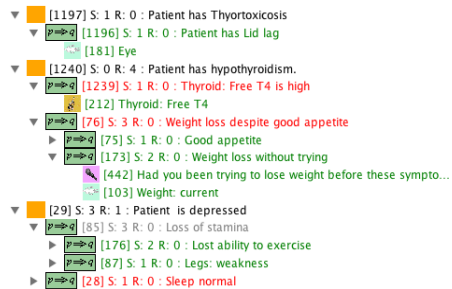 [1197] S: 1 R: 0 : Patient has Thyortoxicosis
p⇒q [1196] S: 1 R: 0 : Patient has Lid lag
[181] Eye
[1240] S: 0 R: 4 : Patient has hypothyroidism.
p⇒q [1239] S: 1 R: 0 : Thyroid: Free T4 is high
[212] Thyroid: Free T4
p⇒q [76] S: 3 R: 0 : Weight loss despite good appetite
p⇒q [75] S: 1 R: 0 : Good appetite
p⇒q [173] S: 2 R: 0 : Weight loss without trying
[442] Had you been trying to lose weight before these sympto...
[103] Weight: current
[29] S: 3 R: 1 : Patient is depressed
p⇒q [85] S: 3 R: 0 : Loss of stamina
p⇒q [176] S: 2 R: 0 : Lost ability to exercise
p⇒q [87] S: 1 R: 0 : Legs: weakness
p⇒q [28] S: 1 R: 0 : Sleep normal